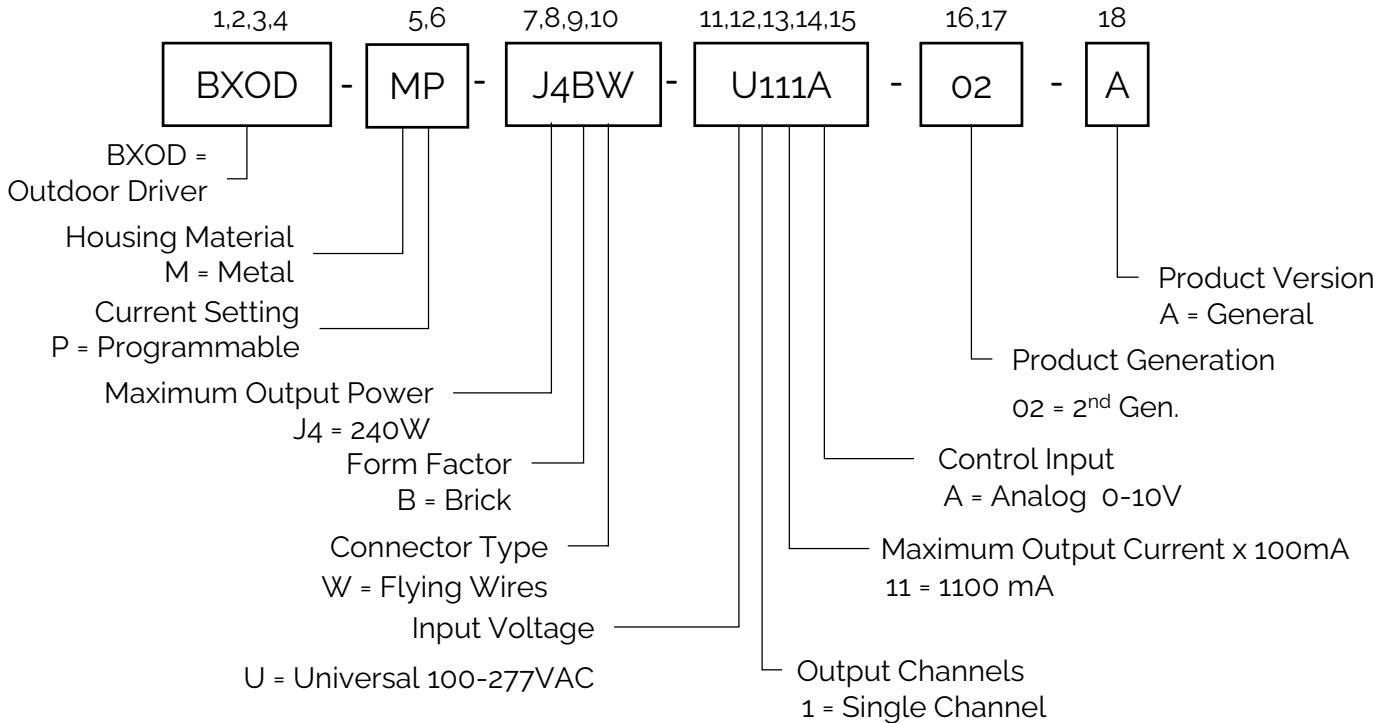 1,2,3,4 5,6 7,8,9,10 11,12,13,14,15 16,17 18
BXOD - MP - J4BW - U111A - 02 - A
BXOD =
Outdoor Driver
Housing Material
M = Metal
Current Setting
P = Programmable
Maximum Output Power
J4 = 240W
Form Factor
B = Brick
Connector Type
W = Flying Wires
Input Voltage
U = Universal 100-277VAC
Product Version
A = General
Product Generation
02 = 2nd Gen.
Control Input
A = Analog 0-10V
Maximum Output Current x 100mA
11 = 1100 mA
Output Channels
1 = Single Channel